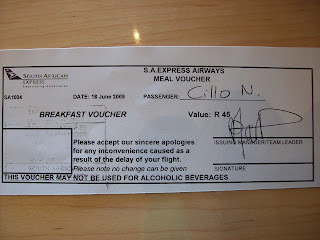 S.A.EXPRESS AIRWAYS
MEAL VOUCHER
SOUTH AFRICAN
EXPRESS
SA1004
DATE: 18 June 2009
PASSENGER: Cillo N.
BREAKFAST VOUCHER
Value: R 45
Please accept our sincere apologies
for any inconvenience caused as a
result of the delay of your flight.
Please note no change can be given
ISSUING MANAGER/TEAM LEADER
SIGNATURE
THIS VOUCHER MAY NOT BE USED FOR ALCOHOLIC BEVERAGES